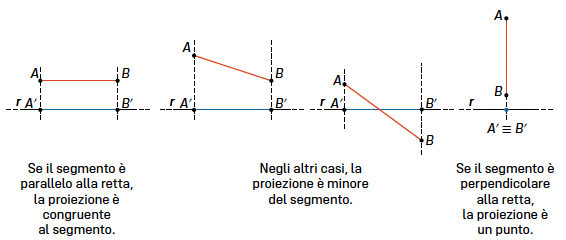 A
B
r A′
B′
A
B
r A′
B′
A
r A′
B′
B
A
B
r
A′ ≡ B′
Se il segmento è
parallelo alla retta,
la proiezione è
congruente
al segmento.
Negli altri casi, la
proiezione è minore
del segmento.
Se il segmento è
perpendicolare
alla retta,
la proiezione è
un punto.